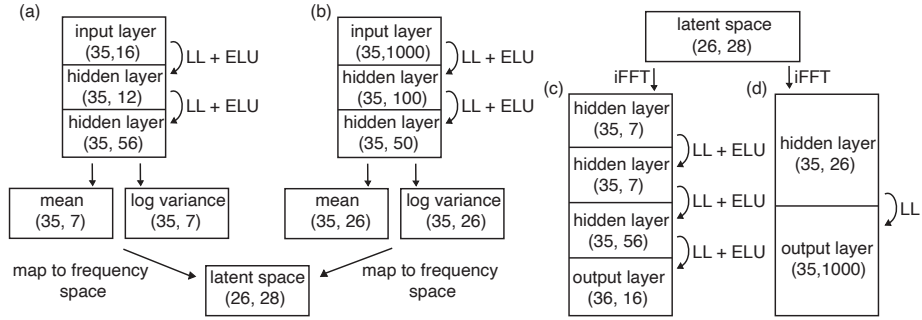 (a)
input layer
(35,16)
LL + ELU
hidden layer
(35, 12)
LL + ELU
hidden layer
(35, 56)
mean
(35, 7)
log variance
(35, 7)
map to frequency
space
(b)
input layer
(35,1000)
LL + ELU
hidden layer
(35, 100)
LL + ELU
hidden layer
(35, 50)
mean
(35, 26)
log variance
(35, 26)
map to frequency
space
latent space
(26, 28)
latent space
(26, 28)
iFFT
iFFT
(c)
hidden layer
(35, 7)
LL + ELU
hidden layer
(35, 7)
LL + ELU
hidden layer
(35, 56)
LL + ELU
output layer
(36, 16)
(d)
hidden layer
(35, 26)
LL
output layer
(35,1000)